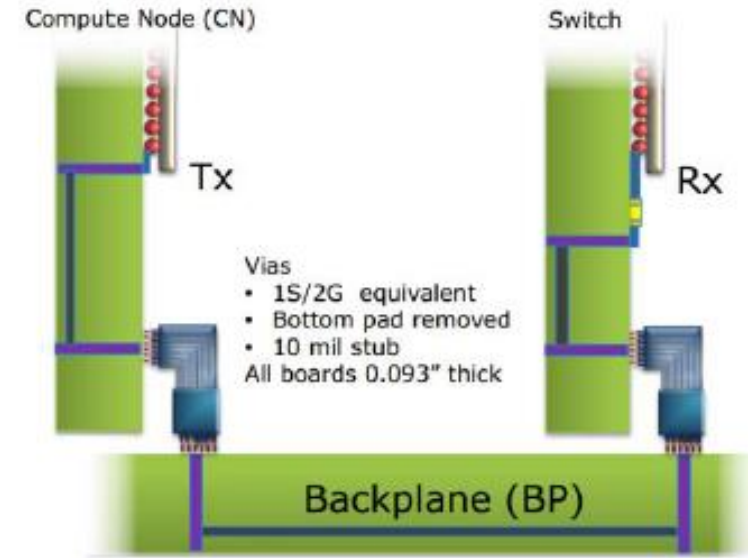 Compute Node (CN)
Switch
Tx
Rx
Vias
• 1S/2G equivalent
• Bottom pad removed
• 10 mil stub
All boards 0.093" thick
Backplane (BP)